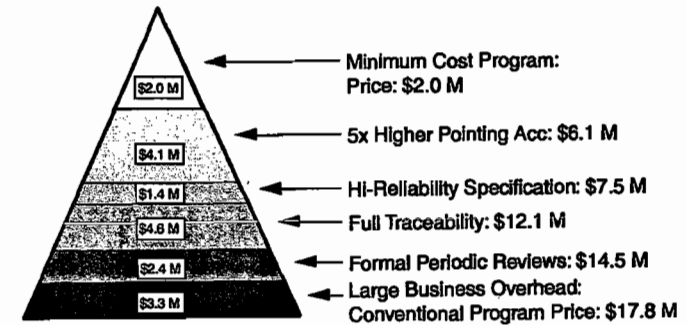 Minimum Cost Program:
Price: $2.0 M
$2.0 M
5x Higher Pointing Acc: $6.1 M
$4.1 M
Hi-Reliability Specification: $7.5 M
$1.4 M
Full Traceability: $12.1 M
$4.6 M
Formal Periodic Reviews: $14.5 M
$2.4 M
Large Business Overhead:
Conventional Program Price: $17.8 M
$3.3 M